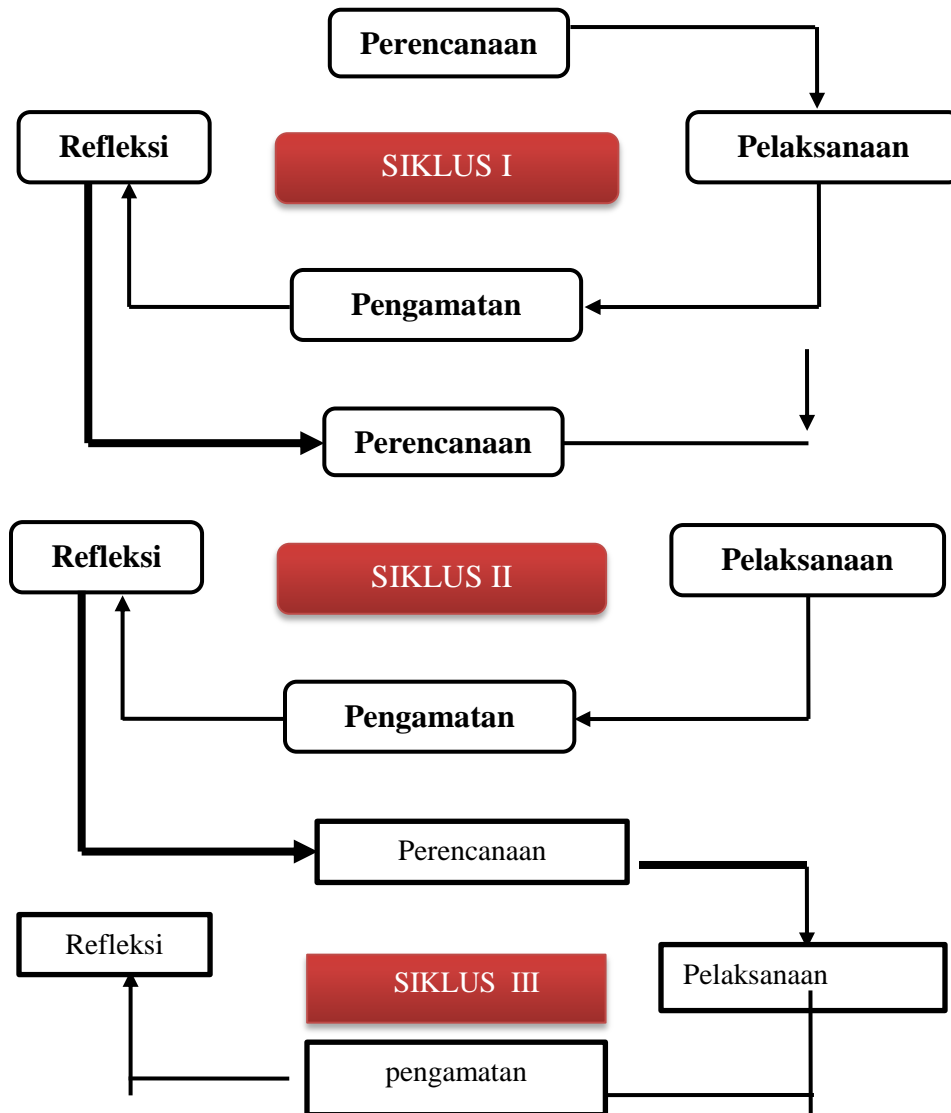 Perencanaan
Refleksi
SIKLUS I
Pelaksanaan
Pengamatan
Perencanaan
Refleksi
SIKLUS II
Pelaksanaan
Pengamatan
Perencanaan
Refleksi
SIKLUS III
Pelaksanaan
pengamatan